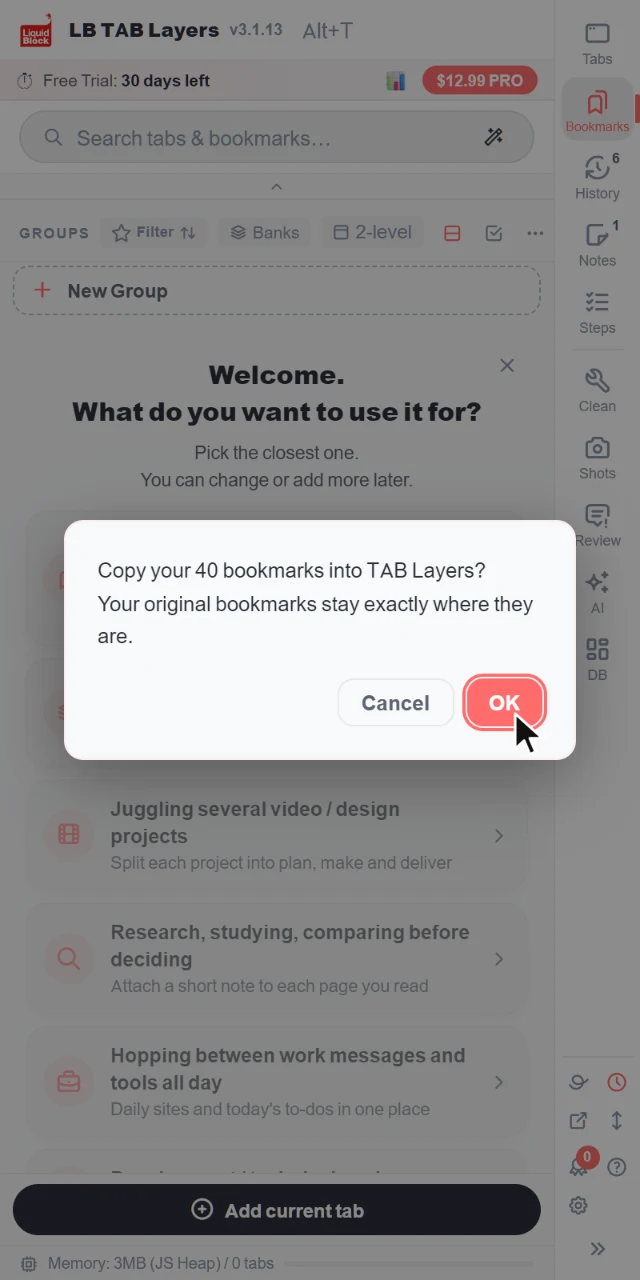 Liquid
Block
LB TAB Layers v3.1.13 Alt+T
Free Trial: 30 days left
$12.99 PRO
Search tabs & bookmarks…
GROUPS
Filter
Banks
2-level
New Group
Welcome.
What do you want to use it for?
Pick the closest one.
You can change or add more later.
Copy your 40 bookmarks into TAB Layers?
Your original bookmarks stay exactly where they
are.
Cancel
OK
Juggling several video / design
projects
Split each project into plan, make and deliver
Research, studying, comparing before
deciding
Attach a short note to each page you read
Hopping between work messages and
tools all day
Daily sites and today's to-dos in one place
Add current tab
Memory: 3MB (JS Heap) / 0 tabs
Tabs
Bookmarks
6
History
1
Notes
Steps
Clean
Shots
Review
AI
DB
0